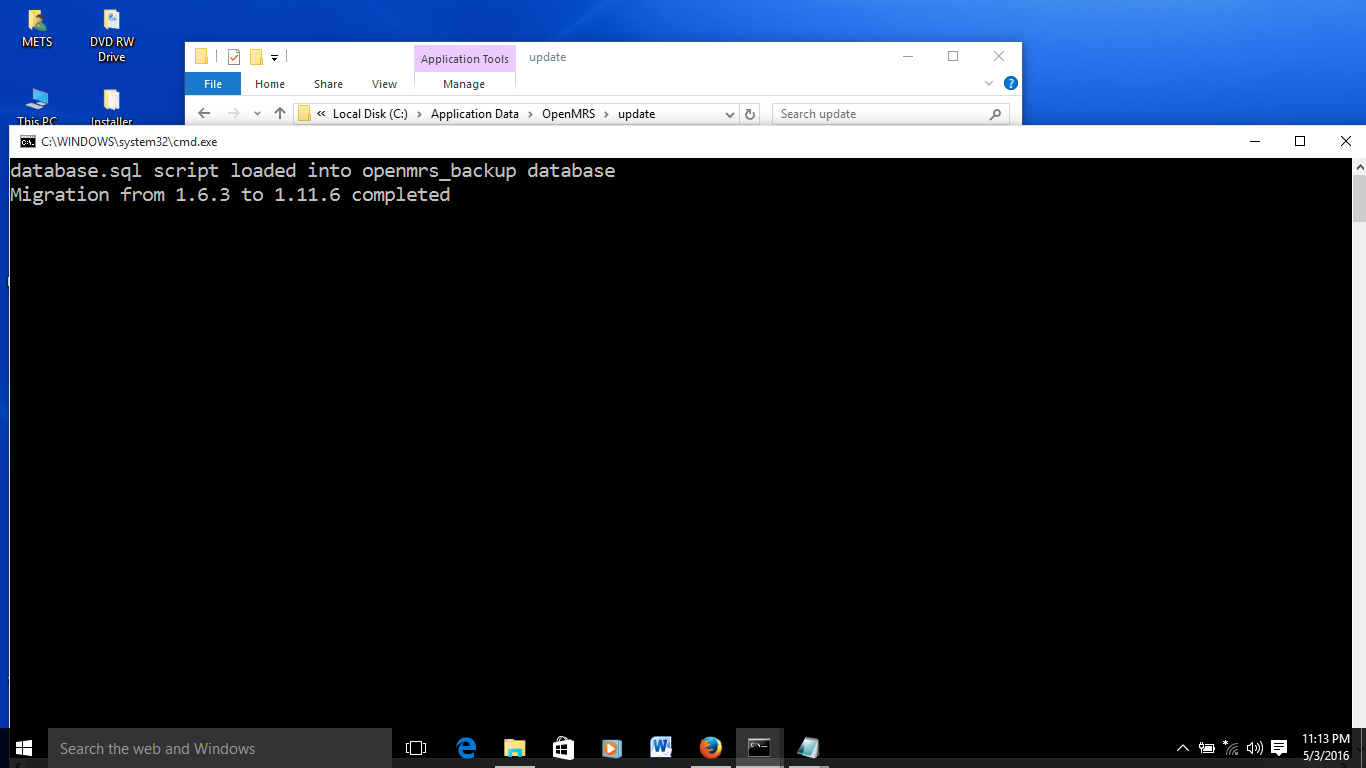 METS
DVD RW
Drive
This PC
Installer
Application Tools
update
File
Home
Share
View
Manage
« Local Disk (C:) › Application Data › OpenMRS › update
Search update
C:\WINDOWS\system32\cmd.exe
database.sql script loaded into openmrs_backup database
Migration from 1.6.3 to 1.11.6 completed
Search the web and Windows
11:13 PM
5/3/2016